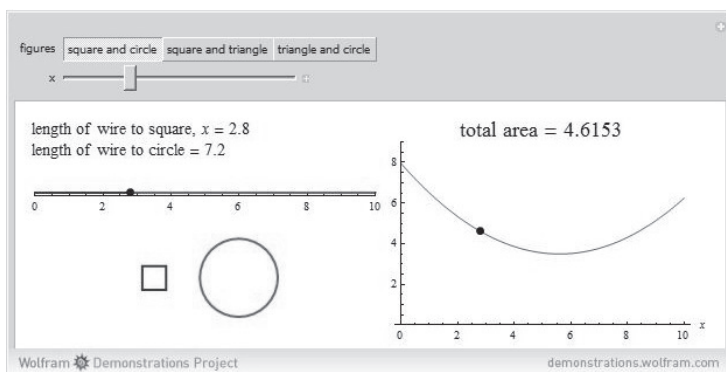 figures square and circle square and triangle triangle and circle
x
length of wire to square, x = 2.8
length of wire to circle = 7.2
0 2 4 6 8 10
total area = 4.6153
8
6
4
2
0 2 4 6 8 10 x
Wolfram Demonstrations Project
demonstrations.wolfram.com